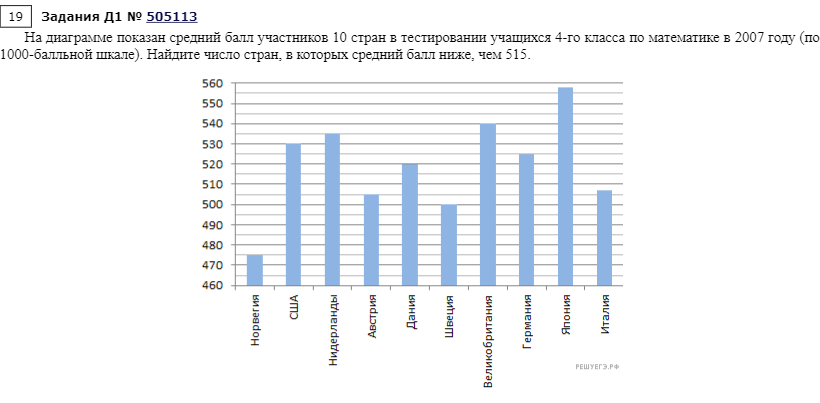 19 Задания Д1 № 505113
На диаграмме показан средний балл участников 10 стран в тестировании учащихся 4-го класса по математике в 2007 году (по
1000-балльной шкале). Найдите число стран, в которых средний балл ниже, чем 515.
560
550
540
530
520
510
500
490
480
470
460
Норвегия
США
Нидерланды
Австрия
Дания
Швеция
Великобритания
Германия
Япония
Италия
РЕШУЕГЭ.РФ